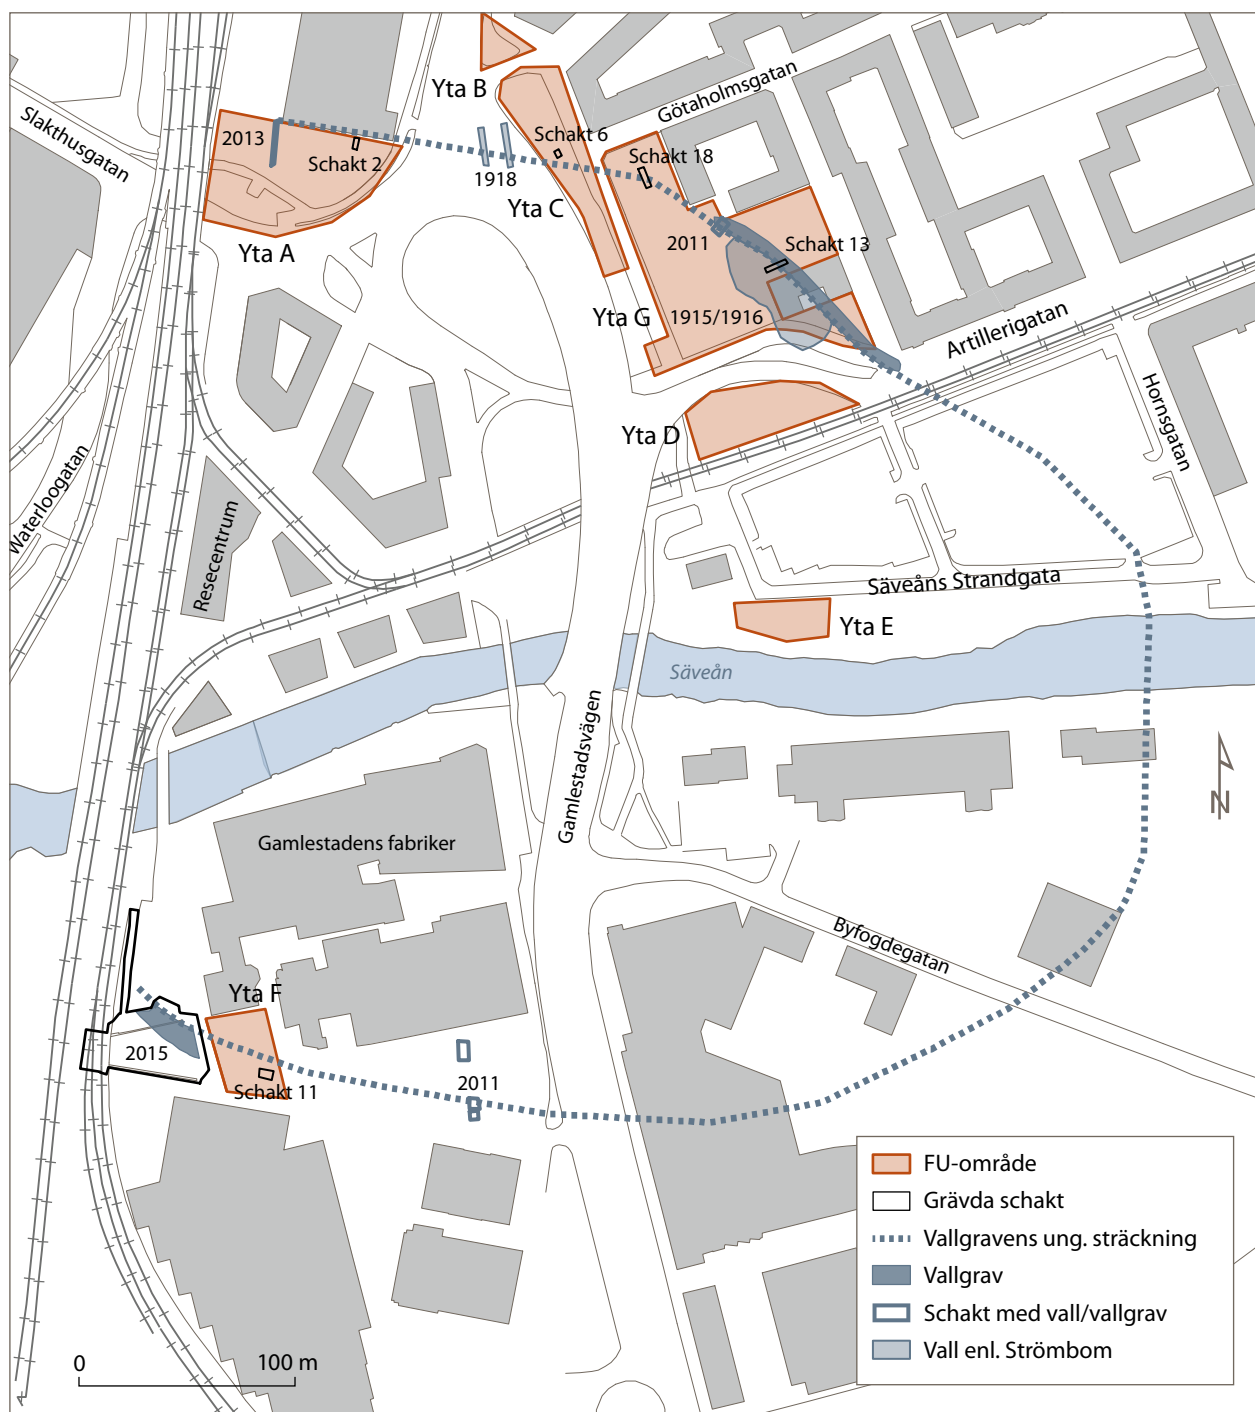 Yta B
Götaholmsgatan
Slakthusgatan
2013
Schakt 2
Schakt 6
1918
Schakt 18
Yta C
Yta A
2011
Schakt 13
Yta G
1915/1916
Artillerigatan
Hornsgatan
Yta D
Waterloogatan
Resecentrum
Säveåns Strandgata
Yta E
Säveån
Gamlestadsvägen
Gamlestadens fabriker
Byfogdegatan
Yta F
2015
Schakt 11
2011
N
FU-område
Grävda schakt
Vallgravens ung. sträckning
Vallgrav
Schakt med vall/vallgrav
Vall enl. Strömbom
0 100 m